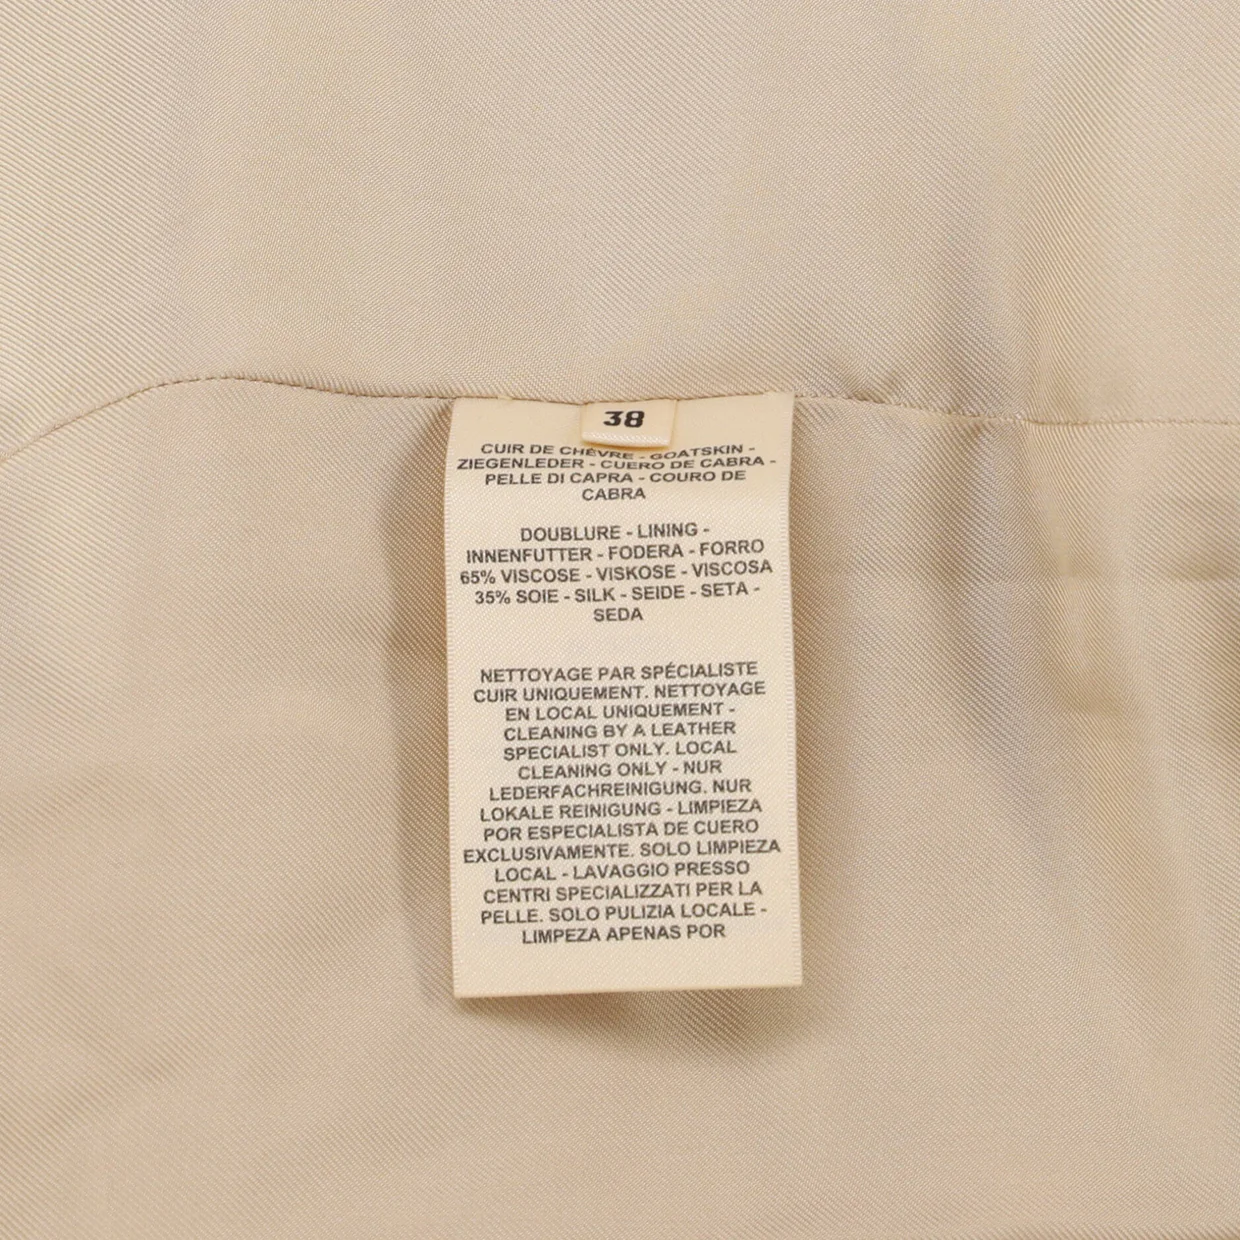 38
CUIR DE CHÈVRE - GOATSKIN -
ZIEGENLEDER - CUERO DE CABRA -
PELLE DI CAPRA - COURO DE
CABRA
DOUBLURE - LINING -
INNENFUTTER - FODERA - FORRO
65% VISCOSE - VISKOSE - VISCOSA
35% SOIE - SILK - SEIDE - SETA -
SEDA
NETTOYAGE PAR SPÉCIALISTE
CUIR UNIQUEMENT. NETTOYAGE
EN LOCAL UNIQUEMENT -
CLEANING BY A LEATHER
SPECIALIST ONLY. LOCAL
CLEANING ONLY - NUR
LEDERFACHREINIGUNG. NUR
LOKALE REINIGUNG - LIMPIEZA
POR ESPECIALISTA DE CUERO
EXCLUSIVAMENTE. SOLO LIMPIEZA
LOCAL - LAVAGGIO PRESSO
CENTRI SPECIALIZZATI PER LA
PELLE. SOLO PULIZIA LOCALE -
LIMPEZA APENAS POR